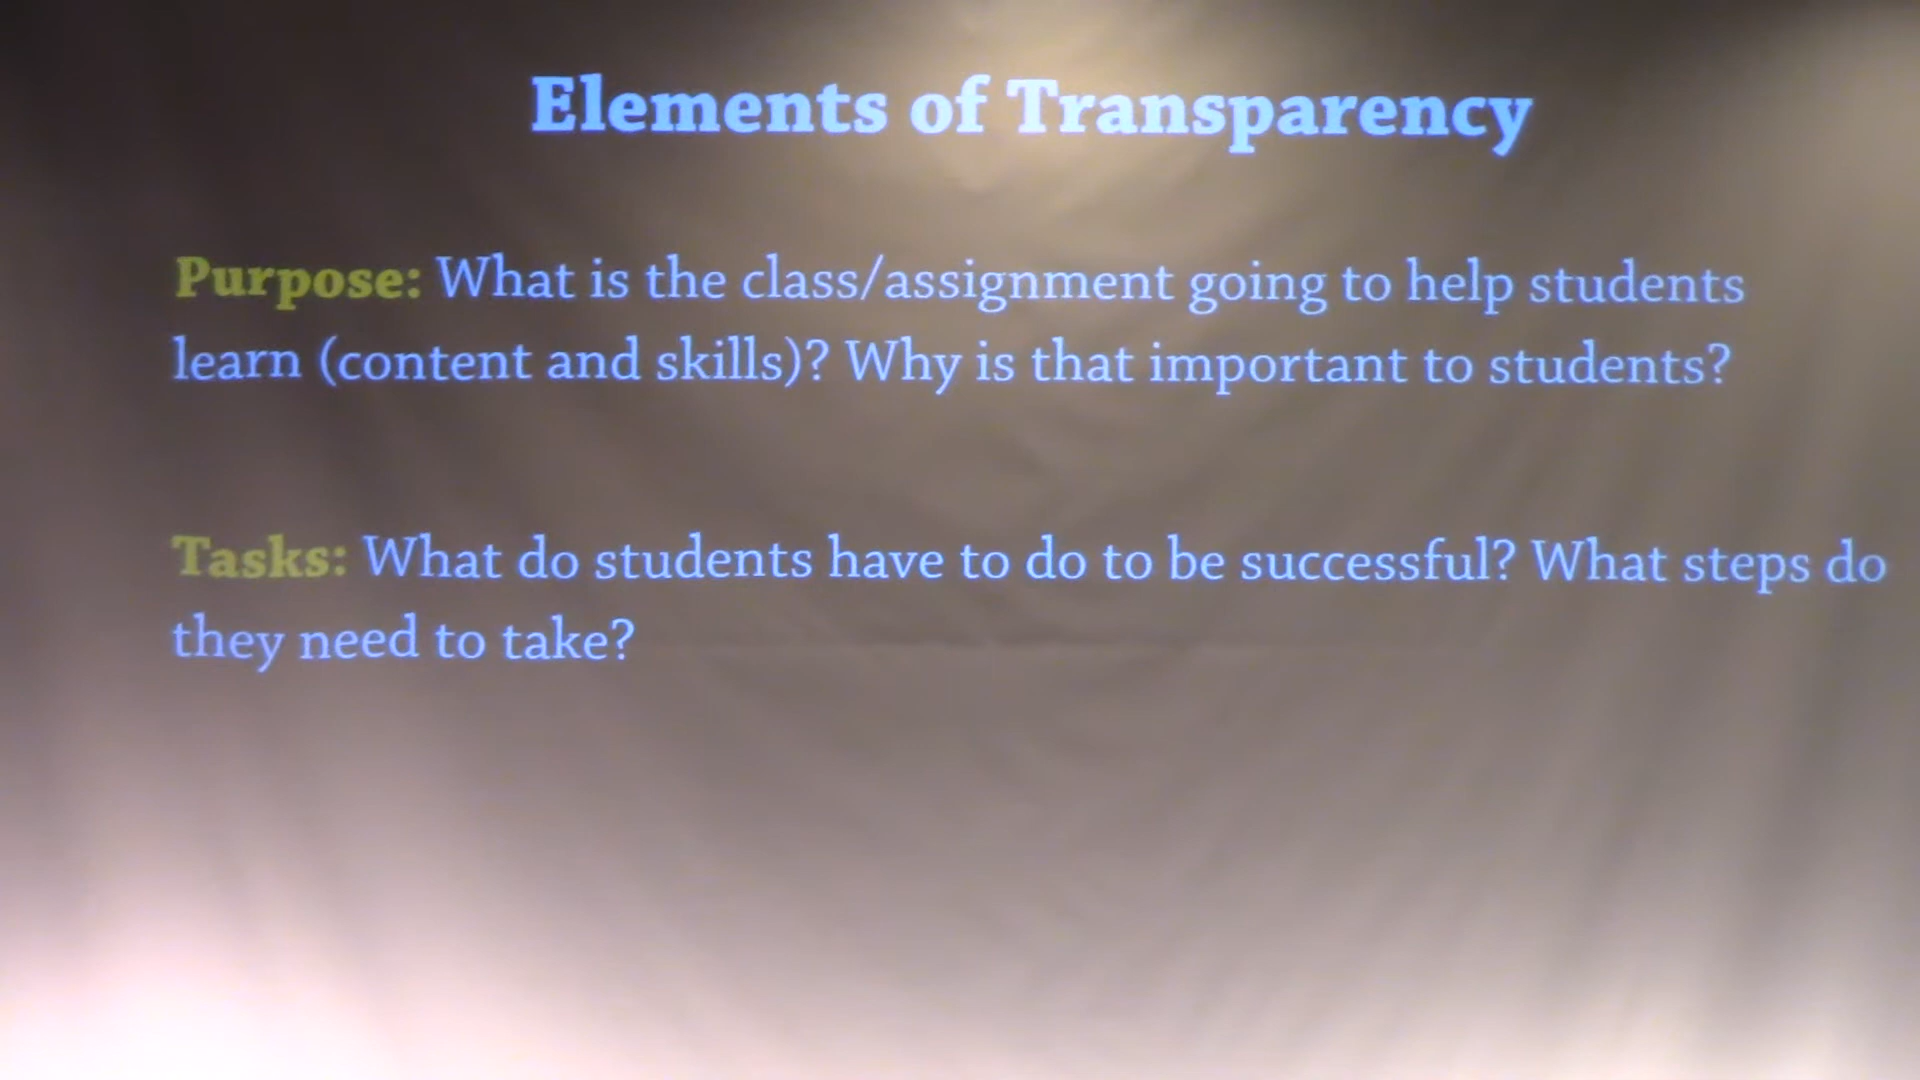 Elements of Transparency
Purpose: What is the class/assignment going to help students
learn (content and skills)? Why is that important to students?
Tasks: What do students have to do to be successful? What steps do
they need to take?